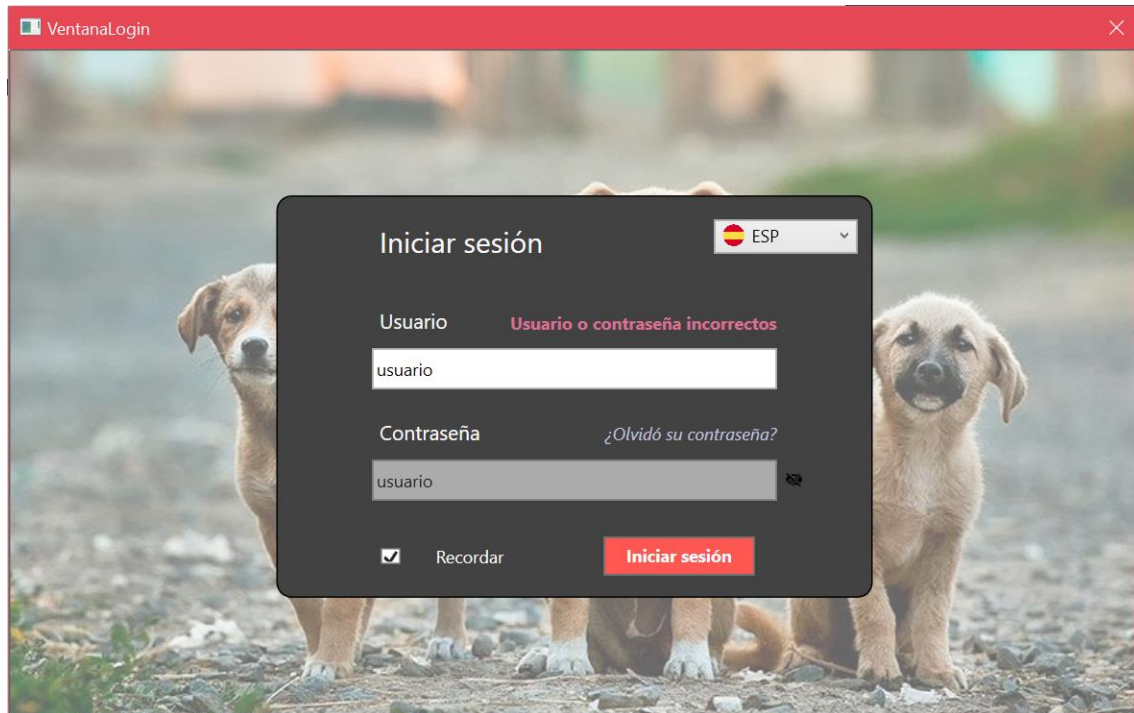 VentanaLogin
Iniciar sesión
ESP
Usuario
Usuario o contraseña incorrectos
usuario
Contraseña
¿Olvidó su contraseña?
usuario
Recordar
Iniciar sesión